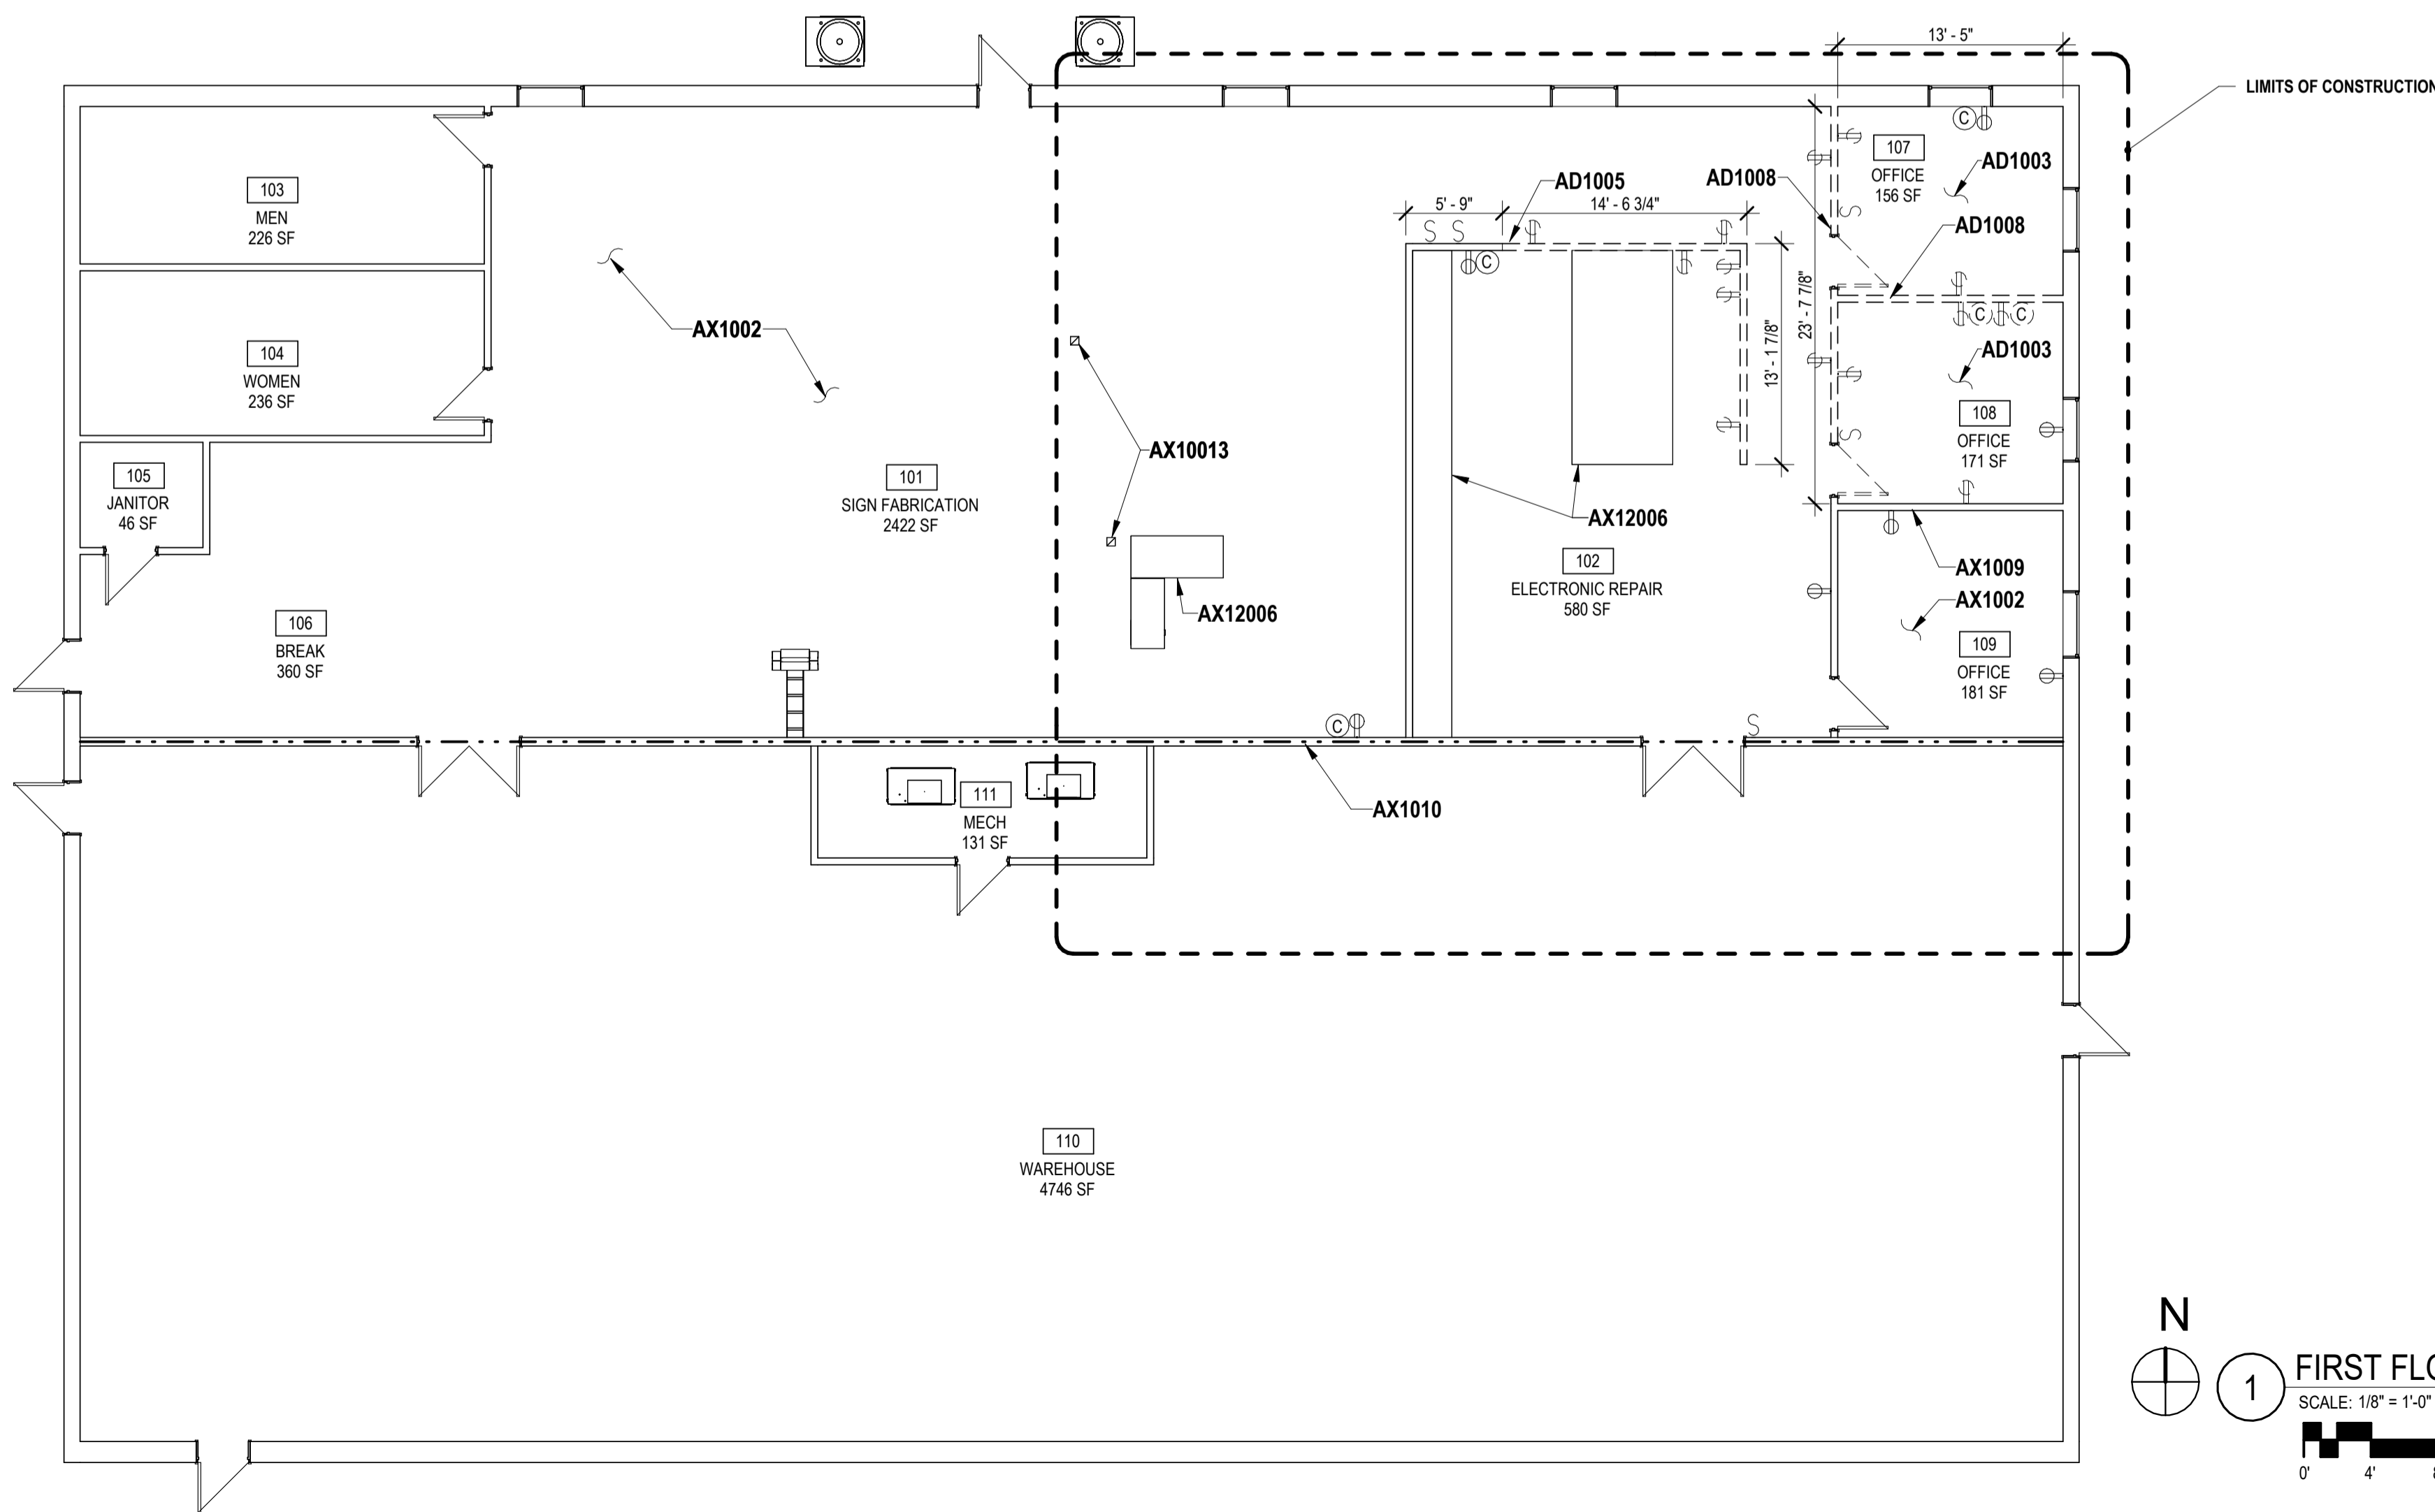 13' - 5"
LIMITS OF CONSTRUCTION
C
107
OFFICE
156 SF
AD1003
AD1005
AD1008
5' - 9"
14' - 6 3/4"
S S
S
AD1008
103
MEN
226 SF
C
23' - 7 7/8"
13' - 1 7/8"
C C
AX1002
104
WOMEN
236 SF
AD1003
108
OFFICE
171 SF
S
AX10013
105
JANITOR
46 SF
101
SIGN FABRICATION
2422 SF
AX12006
102
ELECTRONIC REPAIR
580 SF
AX1009
AX1002
AX12006
106
BREAK
360 SF
109
OFFICE
181 SF
C
S
111
MECH
131 SF
AX1010
110
WAREHOUSE
4746 SF
N
1
FIRST FLO
SCALE: 1/8" = 1'-0"
0' 4'